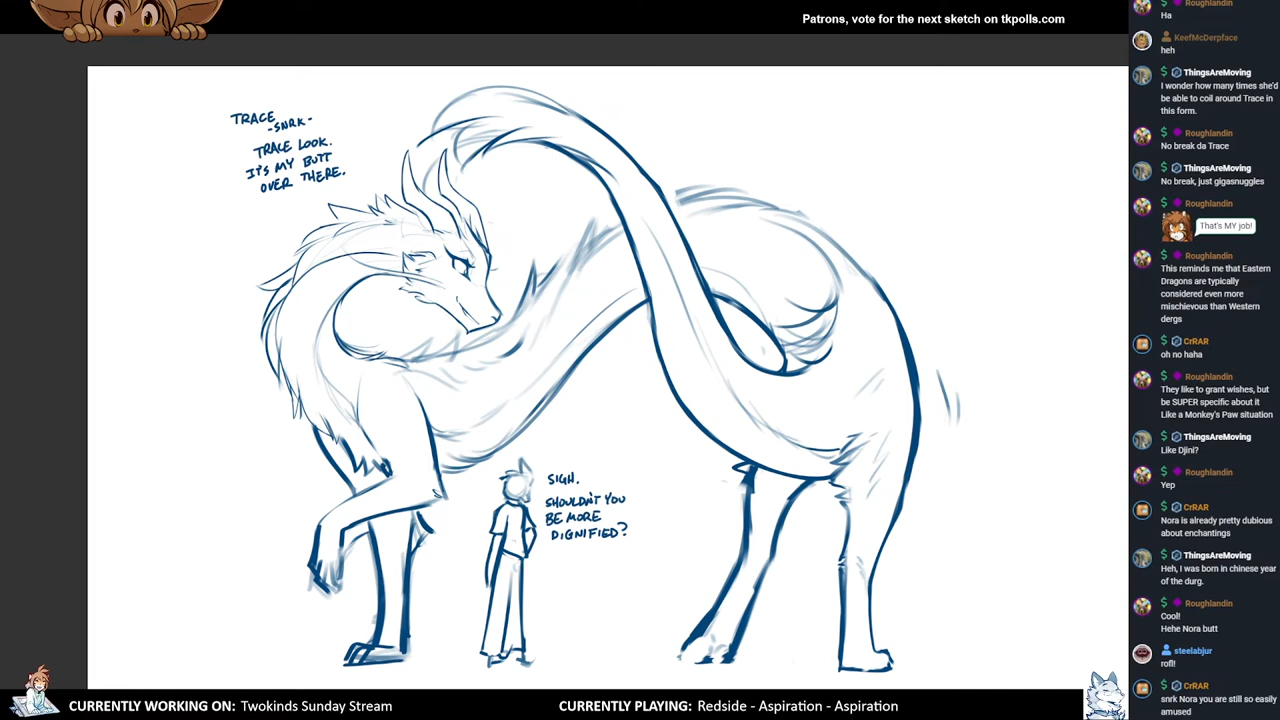 Patrons, vote for the next sketch on tkpolls.com
TRACE
-SNRK-
TRACE LOOK.
IT'S MY BUTT
OVER THERE.
SIGH.
SHOULDN'T YOU
BE MORE
DIGNIFIED?
Roughlandin
Ha
KeefMcDerpface
heh
ThingsAreMoving
I wonder how many times she'd
be able to coil around Trace in
this form.
Roughlandin
No break da Trace
ThingsAreMoving
No break, just gigasnuggles
Roughlandin
That's MY job!
Roughlandin
This reminds me that Eastern
Dragons are typically
considered even more
mischievous than Western
dergs
CrRAR
oh no haha
Roughlandin
They like to grant wishes, but
be SUPER specific about it
Like a Monkey's Paw situation
ThingsAreMoving
Like Djini?
Roughlandin
Yep
CrRAR
Nora is already pretty dubious
about enchantings
ThingsAreMoving
Heh, I was born in chinese year
of the durg.
Roughlandin
Cool!
Hehe Nora butt
steelabjur
rofl!
CrRAR
snrk Nora you are still so easily
amused
CURRENTLY WORKING ON: Twokinds Sunday Stream
CURRENTLY PLAYING: Redside - Aspiration - Aspiration